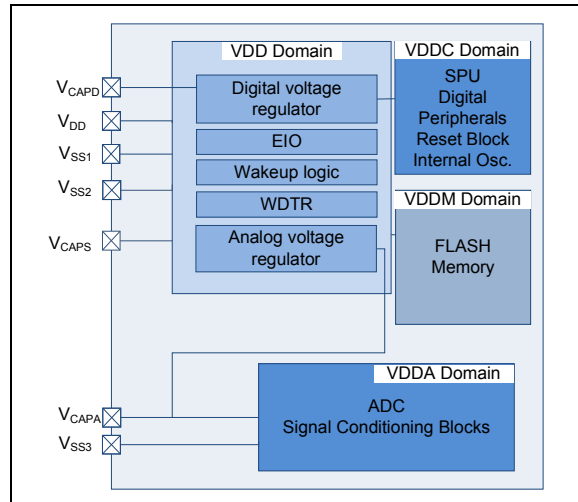 VDD Domain
VDDC Domain
SPU
Digital
Peripherals
Reset Block
Internal Osc.
VCAPD
Digital voltage
regulator
VDD
EIO
VSS1
Wakeup logic
VSS2
WDTR
VDDM Domain
FLASH
Memory
VCAPS
Analog voltage
regulator
VDDA Domain
ADC
Signal Conditioning Blocks
VCAPA
VSS3